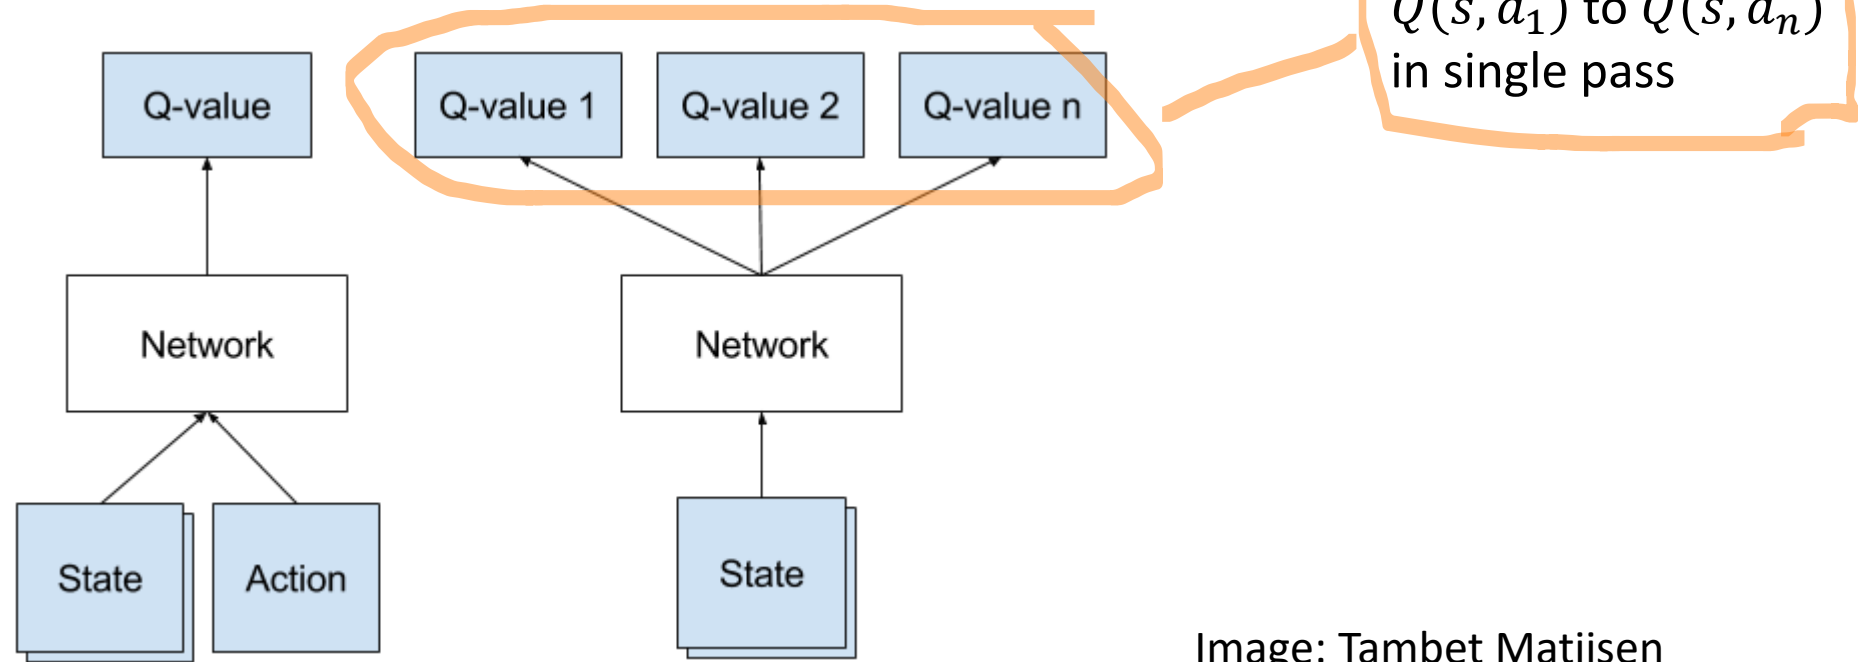 Q(s, a₁) to Q(s, aₙ)
in single pass
Q-value
Q-value 1
Q-value 2
Q-value n
Network
Network
State
Action
State
Image: Tambet Matiisen